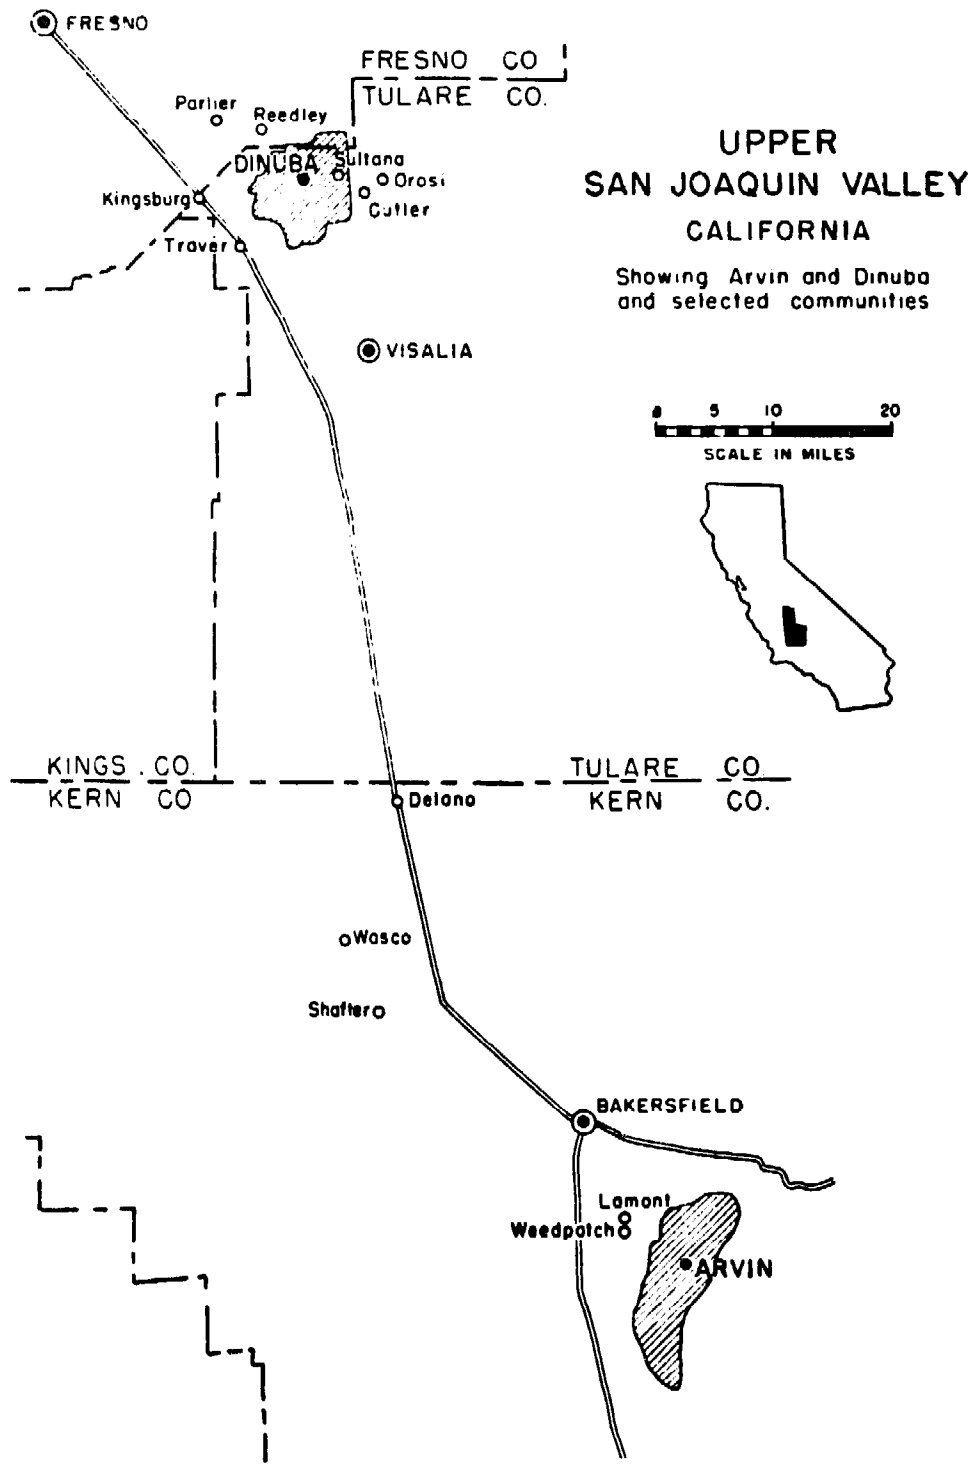 FRESNO
FRESNO CO
TULARE CO.
Parlier
Reedley
DINUBA
Sultana
Orosi
Cutler
Kingsburg
Traver
UPPER
SAN JOAQUIN VALLEY
CALIFORNIA
Showing Arvin and Dinuba
and selected communities
VISALIA
0 5 10 20
SCALE IN MILES
KINGS CO.
KERN CO
TULARE CO.
KERN CO.
Delano
Wasco
Shafter
BAKERSFIELD
Lamont
Weedpatch
ARVIN